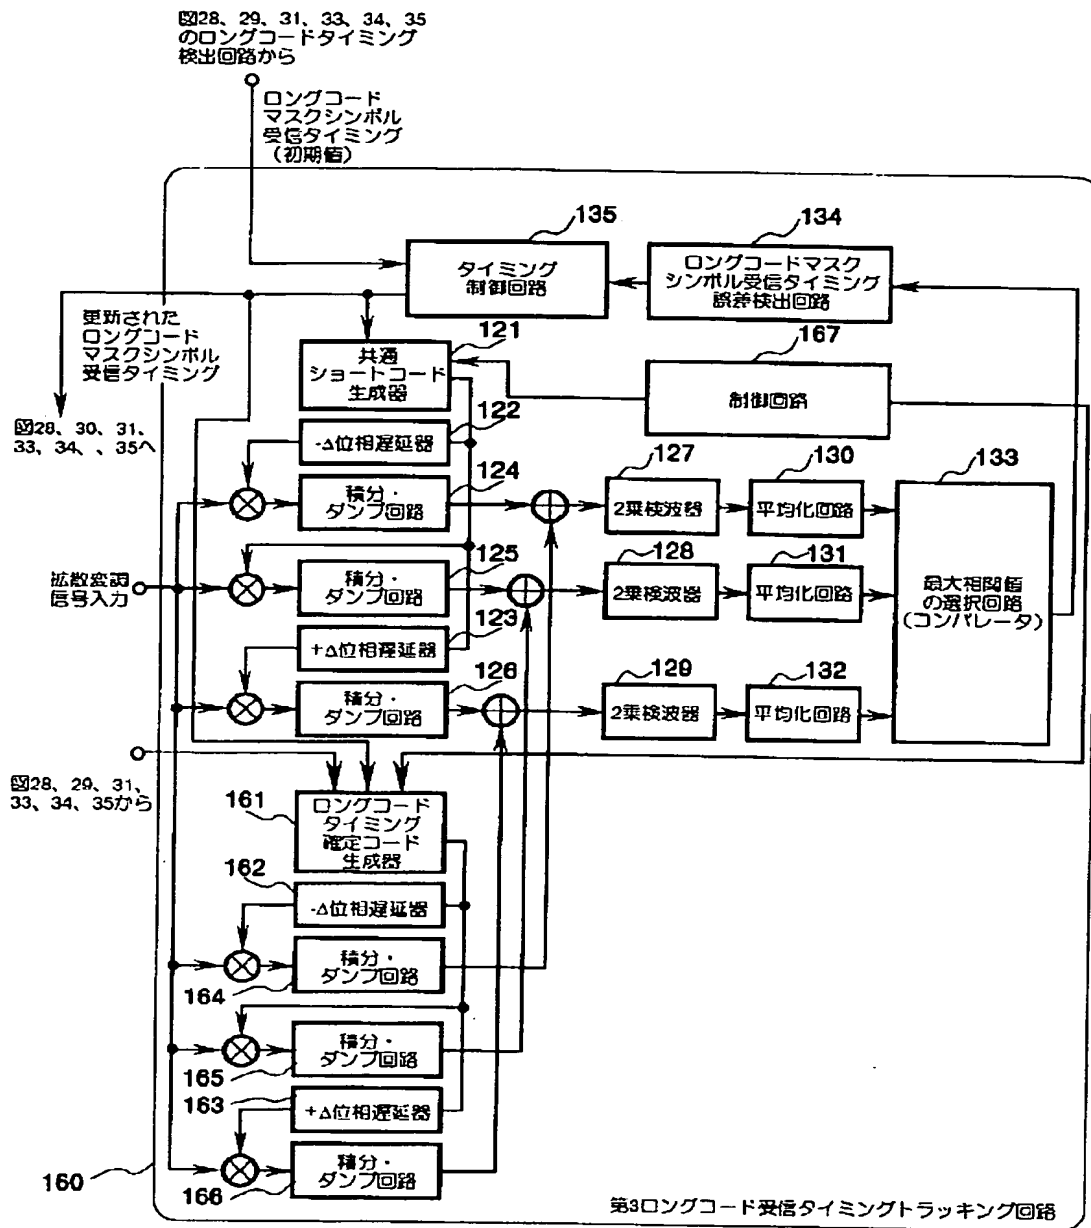 図28、29、31、33、34、35
のロングコードタイミング
検出回路から
ロングコード
マスクシンボル
受信タイミング
(初期値)
135
134
タイミング
制御回路
ロングコードマスク
シンボル受信タイミング
誤差検出回路
更新された
ロングコード
マスクシンボル
受信タイミング
121
167
共通
ショートコード
生成器
制御回路
122
図28、30、31、
33、34、、35へ
-Δ位相遅延器
124
127
130
133
積分・
ダンプ回路
2乗検波器
平均化回路
125
128
131
拡散変調
信号入力
積分・
ダンプ回路
2乗検波器
平均化回路
最大相関値
の選択回路
(コンパレータ)
123
+Δ位相遅延器
126
129
132
積分・
ダンプ回路
2乗検波器
平均化回路
図28、29、31、
33、34、35から
161
ロングコード
タイミング
確定コード
生成器
162
-Δ位相遅延器
積分・
ダンプ回路
164
積分・
ダンプ回路
165
163
+Δ位相遅延器
積分・
ダンプ回路
166
160
第3ロングコード受信タイミングトラッキング回路